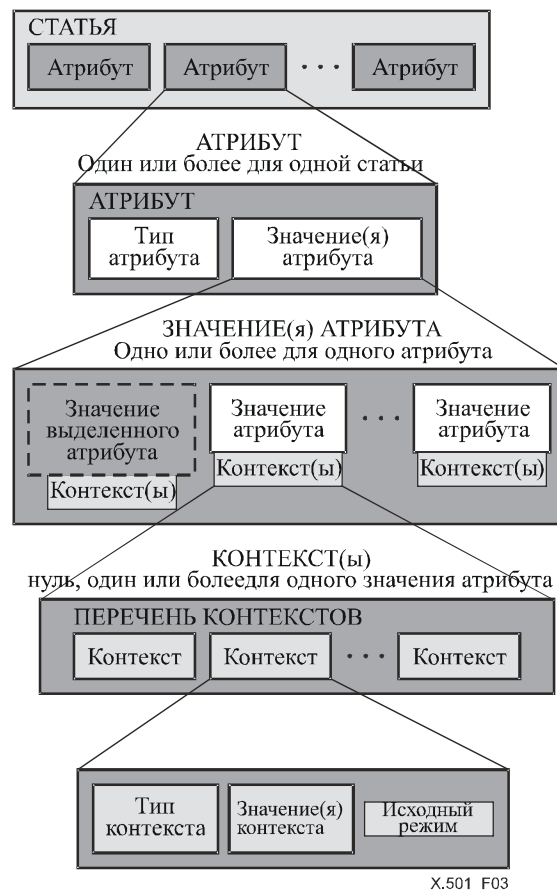 СТАТЬЯ
Атрибут Атрибут ··· Атрибут
АТРИБУТ
Один или более для одной статьи
АТРИБУТ
Тип Значение(я)
атрибута атрибута
ЗНАЧЕНИЕ(я) АТРИБУТА
Одно или более для одного атрибута
Значение
выделенного
атрибута
Контекст(ы)
Значение
атрибута
Контекст(ы)
···
Значение
атрибута
Контекст(ы)
КОНТЕКСТ(ы)
нуль, один или болеедля одного значения атрибута
ПЕРЕЧЕНЬ КОНТЕКСТОВ
Контекст Контекст ··· Контекст
Тип
контекста
Значение(я)
контекста
Исходный
режим
X.501_F03